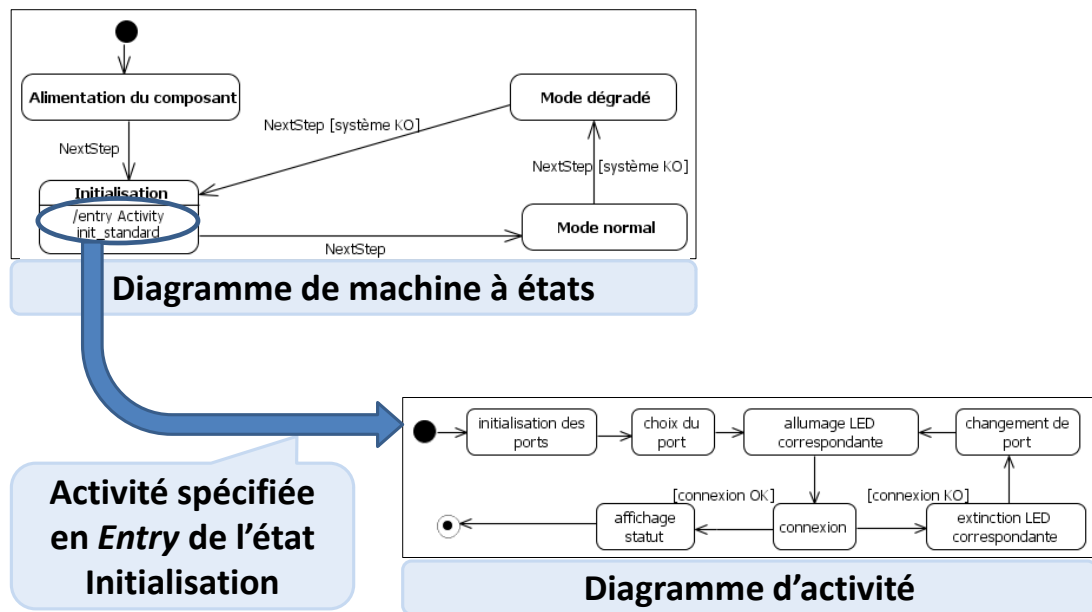 Alimentation du composant
Mode dégradé
NextStep [système KO]
NextStep
NextStep [système KO]
Initialisation
/entry Activity
init_standard
Mode normal
NextStep
Diagramme de machine à états
initialisation des
ports
choix du
port
allumage LED
correspondante
changement de
port
[connexion OK]
[connexion KO]
affichage
statut
connexion
extinction LED
correspondante
Activité spécifiée
en Entry de l’état
Initialisation
Diagramme d’activité